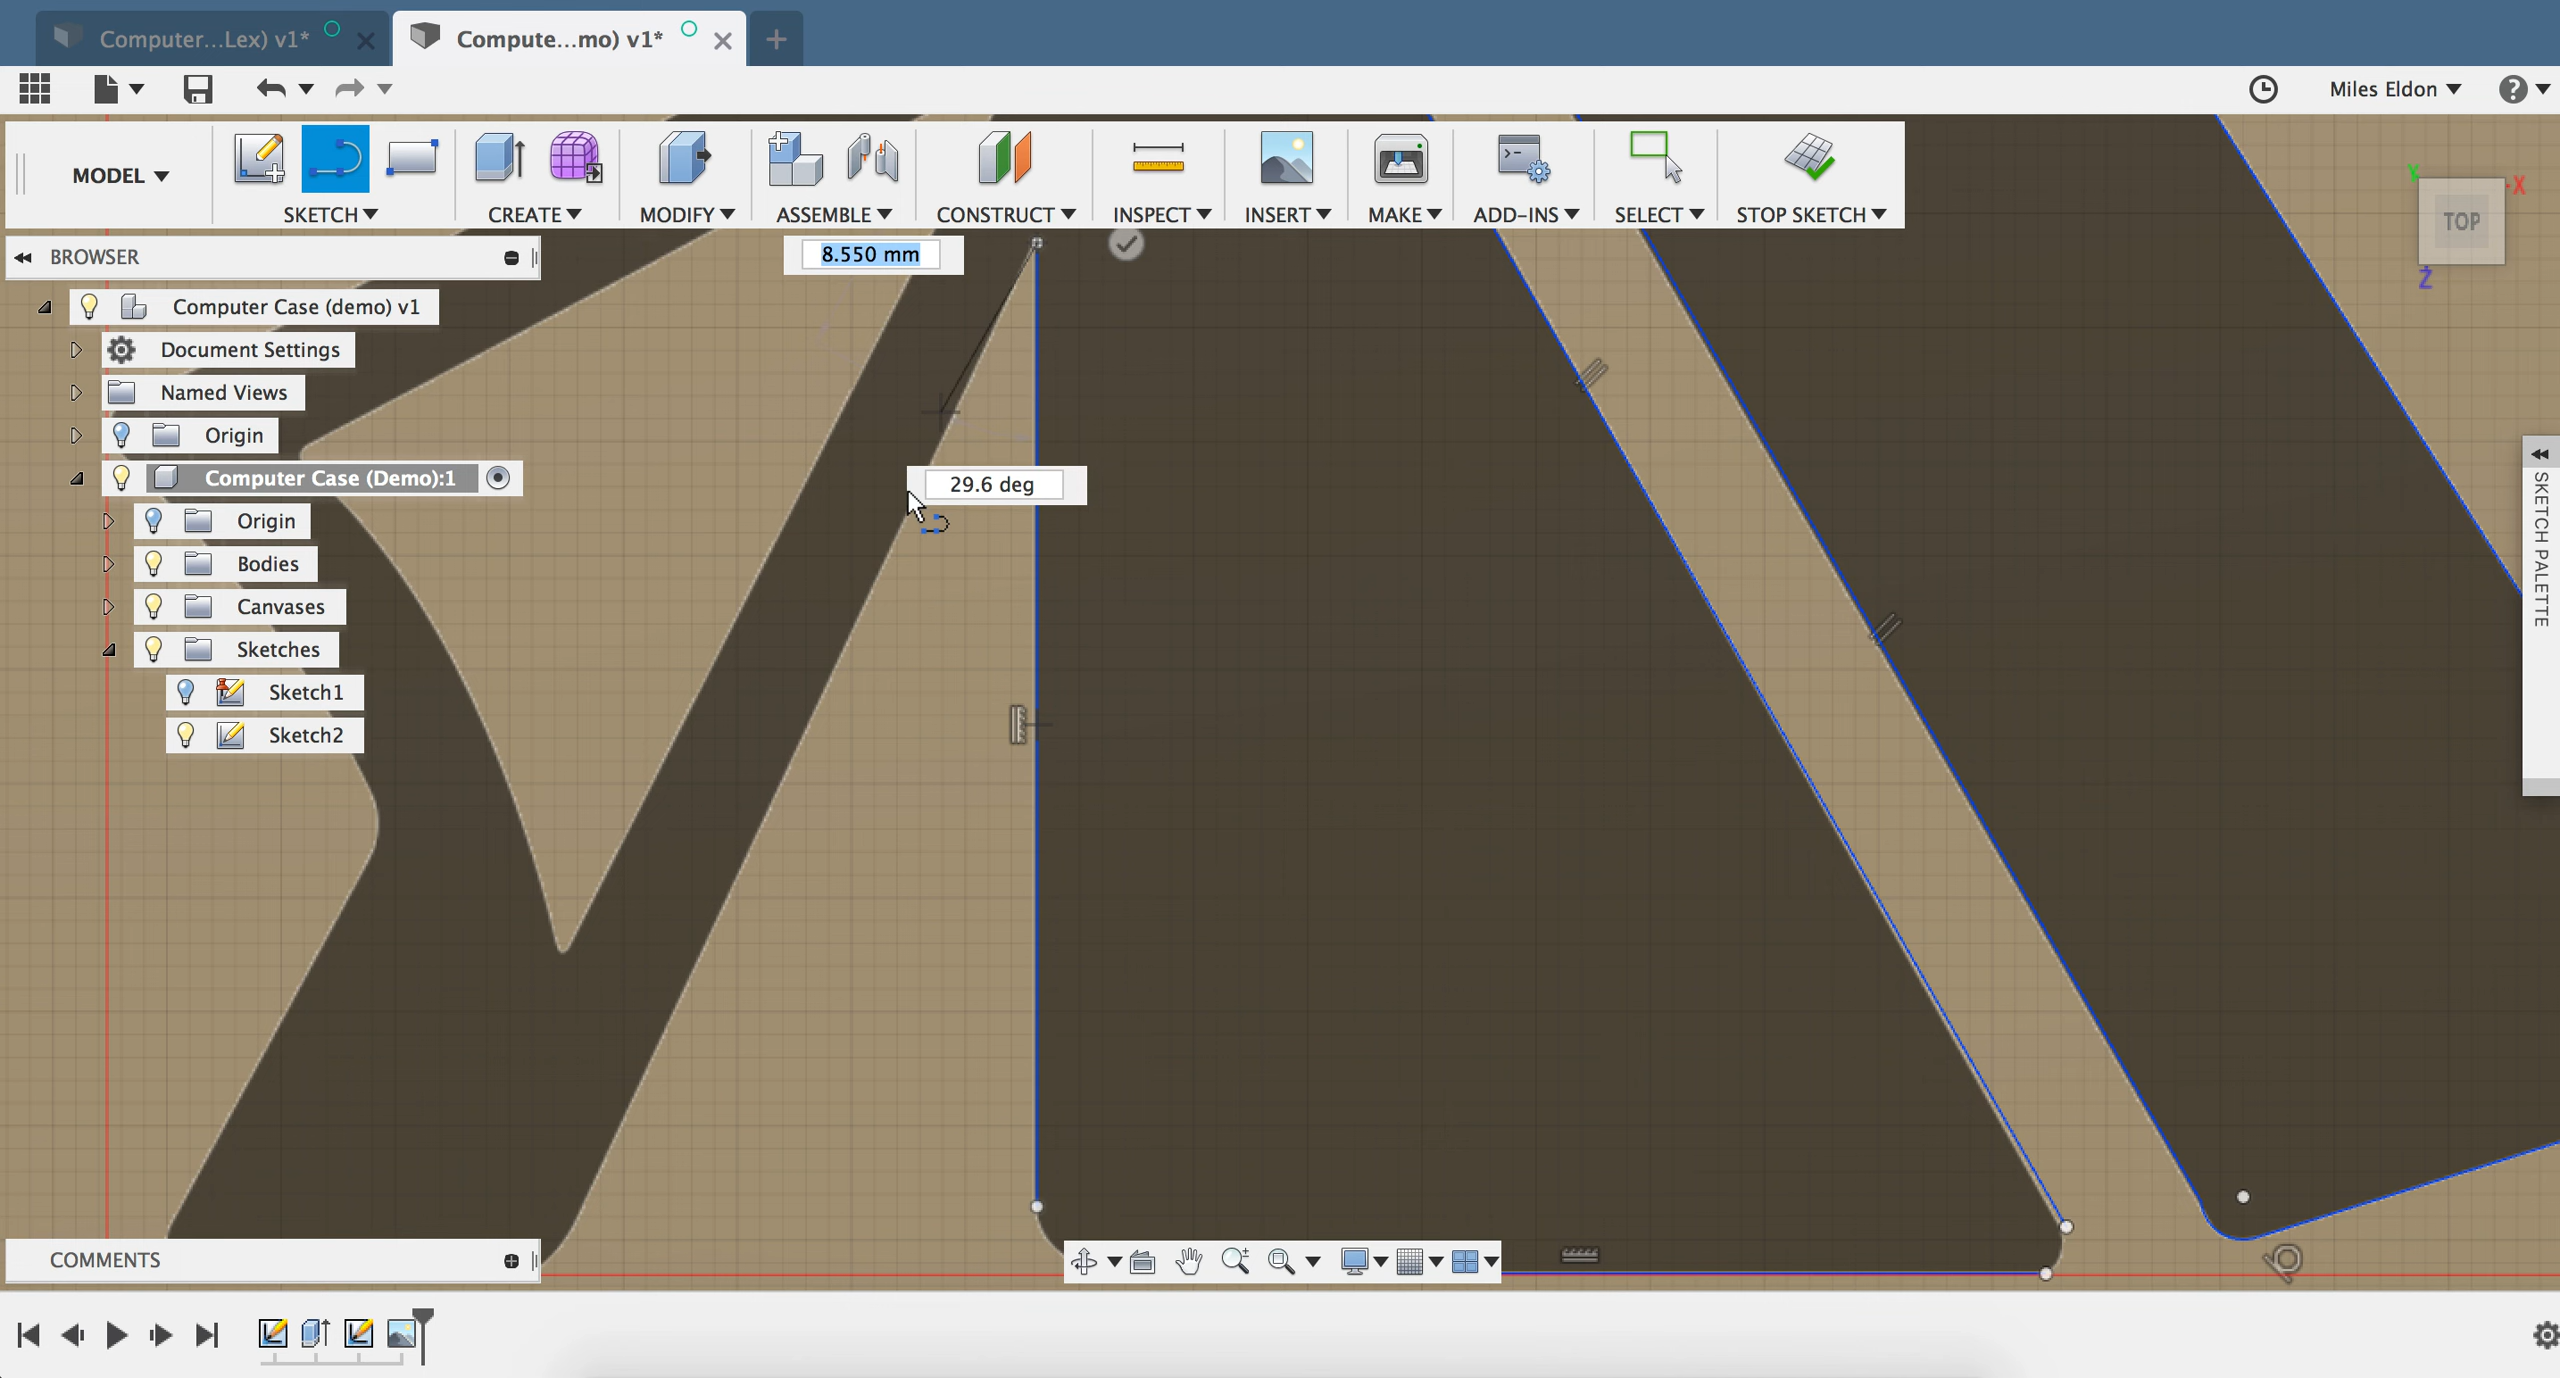 Computer...Lex) v1*
Compute...mo) v1*
Miles Eldon
MODEL
SKETCH
CREATE
MODIFY
ASSEMBLE
CONSTRUCT
INSPECT
INSERT
MAKE
ADD-INS
SELECT
STOP SKETCH
Y
X
TOP
Z
BROWSER
8.550 mm
Computer Case (demo) v1
Document Settings
Named Views
Origin
Computer Case (Demo):1
29.6 deg
Origin
Bodies
Canvases
Sketches
Sketch1
Sketch2
SKETCH PALETTE
COMMENTS